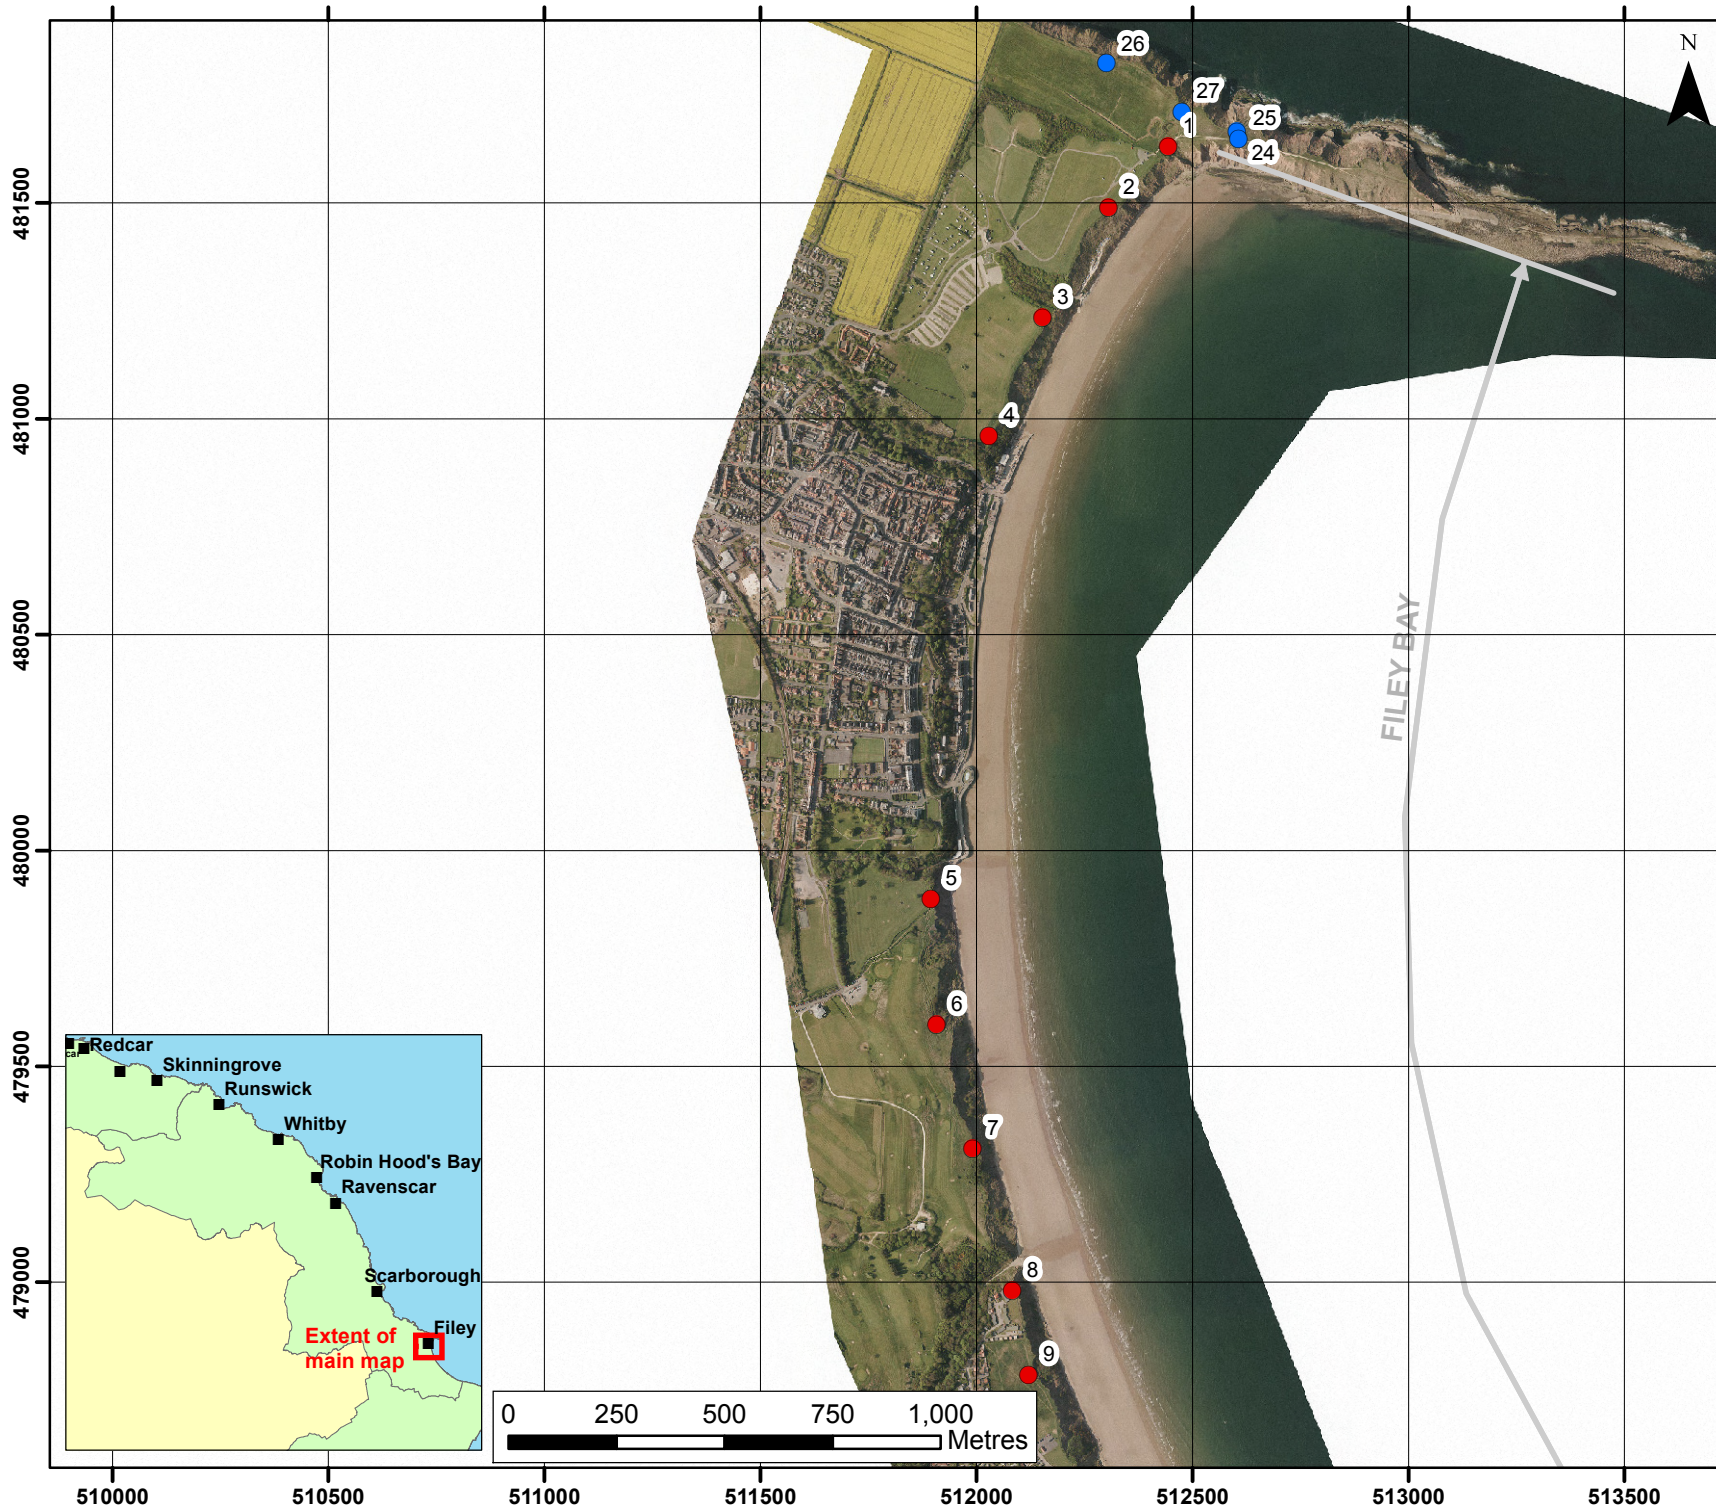 N
26
27
1
25
24
2
3
4
5
6
7
8
9
FILEY BAY
481500
481000
480500
480000
479500
479000
510000
510500
511000
511500
512000
512500
513000
513500
car
Redcar
Skinningrove
Runswick
Whitby
Robin Hood's Bay
Ravenscar
Scarborough
Filey
Extent of
main map
0 250 500 750 1,000
Metres